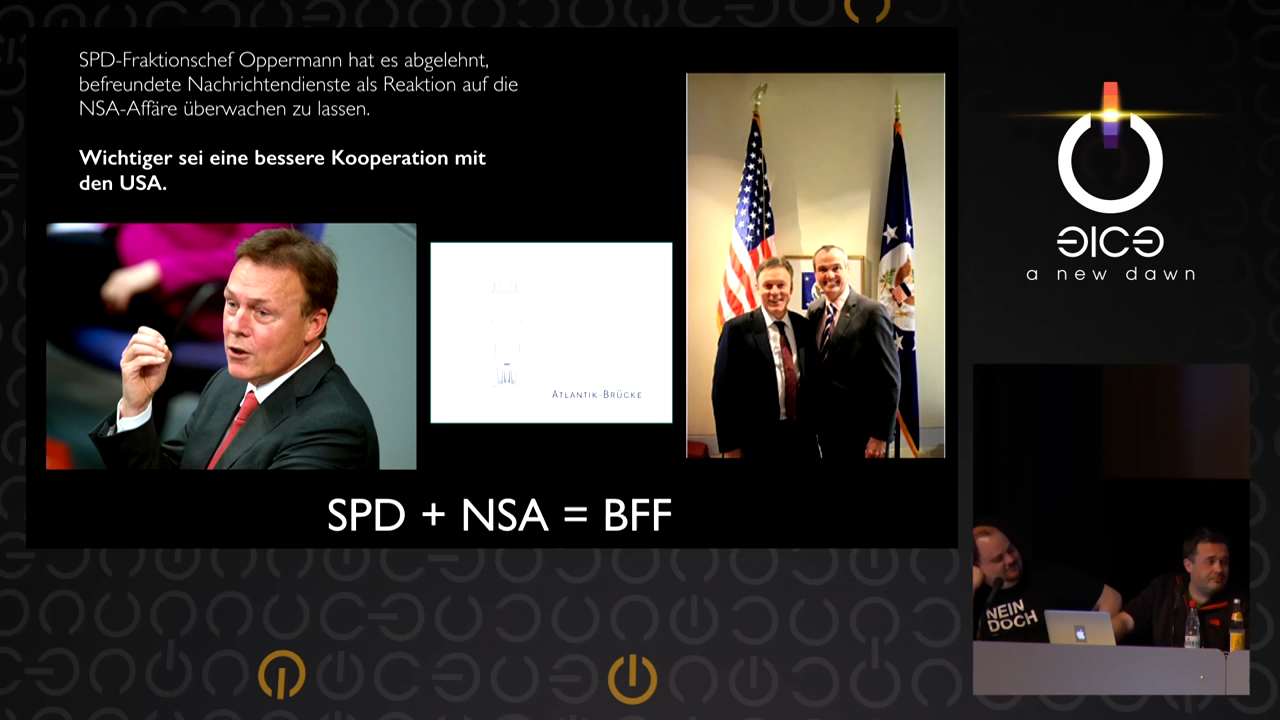 SPD-Fraktionschef Oppermann hat es abgelehnt,
befreundete Nachrichtendienste als Reaktion auf die
NSA-Affäre überwachen zu lassen.
Wichtiger sei eine bessere Kooperation mit
den USA.
ATLANTIK-BRÜCKE
SPD + NSA = BFF
a new dawn
NEIN
DOCH